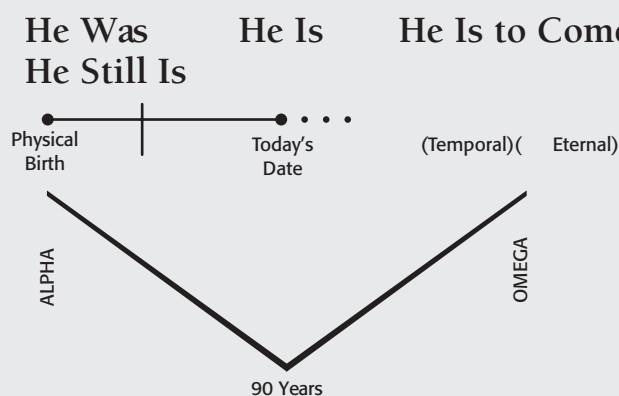 He Was He Is He Is to Come
He Still Is
Physical Birth
Today's Date
(Temporal)( Eternal)
ALPHA
OMEGA
90 Years